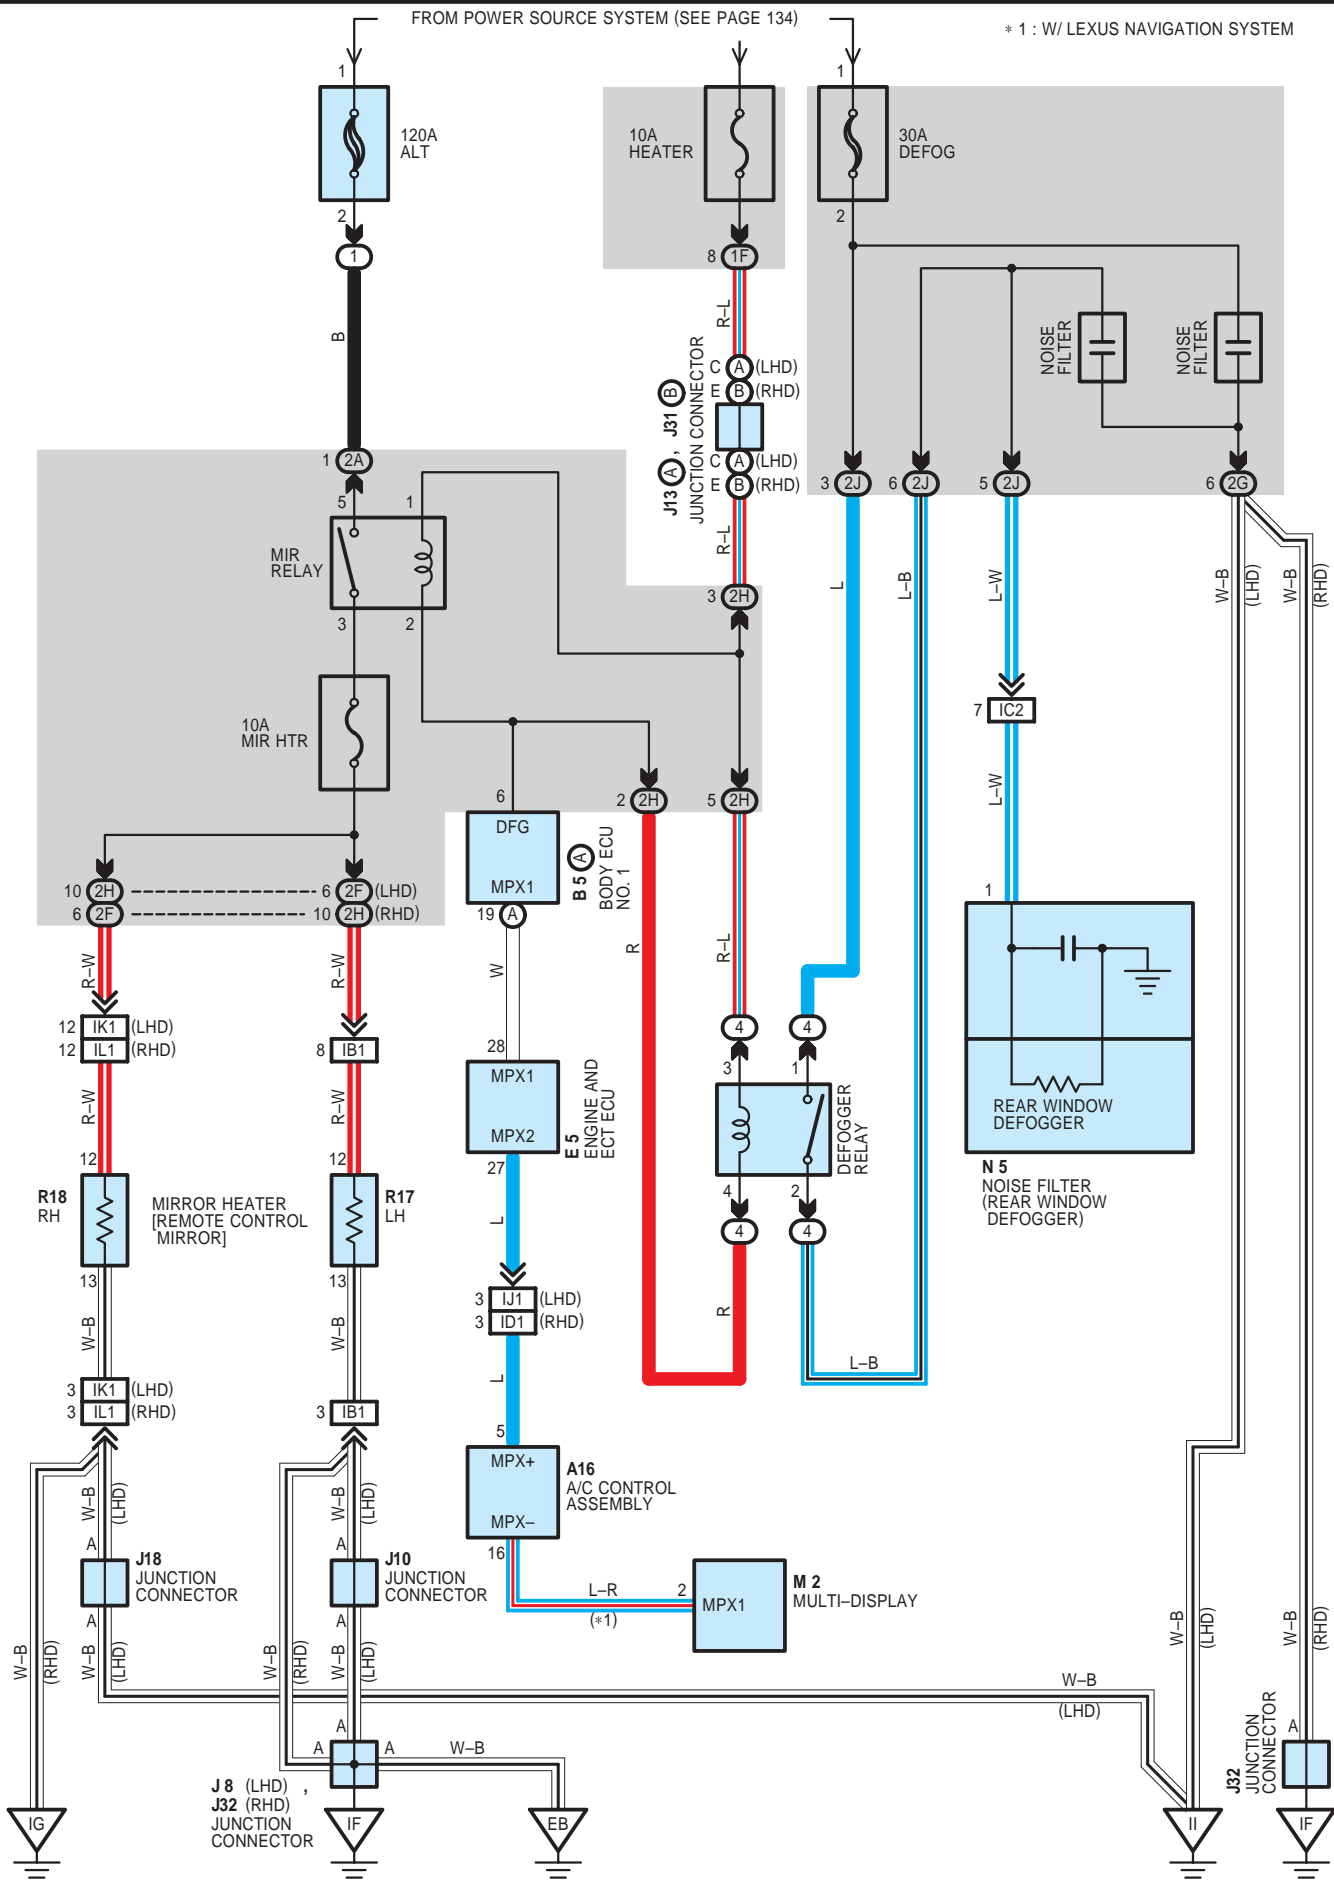 FROM POWER SOURCE SYSTEM (SEE PAGE 134)
∗ 1 : W/ LEXUS NAVIGATION SYSTEM
1
1
120A
ALT
10A
HEATER
30A
DEFOG
2
2
1
8 1F
B
R–L
NOISE
FILTER
NOISE
FILTER
C A (LHD)
E B (RHD)
J13 A , J31 B
JUNCTION CONNECTOR
C A (LHD)
E B (RHD)
1 2A
3 2J
6 2J
5 2J
6 2G
5
1
MIR
RELAY
R–L
L
L–B
L–W
W–B
(LHD)
W–B
(RHD)
3 2H
3
2
10A
MIR HTR
7 IC2
L–W
6
2 2H
5 2H
DFG
MPX1
B 5 A
BODY ECU
NO. 1
10 2H
6 2F (LHD)
6 2F
10 2H (RHD)
19 A
1
R–W
R–W
W
R
R–L
12 IK1 (LHD)
12 IL1 (RHD)
8 IB1
28
4
4
3
1
MPX1
MPX2
E 5
ENGINE AND
ECT ECU
REAR WINDOW
DEFOGGER
R–W
R–W
DEFOGGER
RELAY
12
12
27
4
2
N 5
NOISE FILTER
(REAR WINDOW
DEFOGGER)
R18
RH
MIRROR HEATER
[REMOTE CONTROL
MIRROR]
R17
LH
L
4
4
13
13
3 IJ1 (LHD)
3 ID1 (RHD)
W–B
W–B
R
L–B
L
3 IK1 (LHD)
3 IL1 (RHD)
3 IB1
5
MPX+
MPX–
A16
A/C CONTROL
ASSEMBLY
W–B
(LHD)
W–B
(LHD)
A
A
16
J18
JUNCTION
CONNECTOR
J10
JUNCTION
CONNECTOR
L–R
(∗1)
2
MPX1
M 2
MULTI–DISPLAY
A
A
W–B
(RHD)
W–B
(LHD)
W–B
(RHD)
W–B
(LHD)
W–B
(LHD)
W–B
(RHD)
W–B
(LHD)
A
A
A
W–B
A
J32
JUNCTION
CONNECTOR
J 8 (LHD) ,
J32 (RHD)
JUNCTION
CONNECTOR
IG
IF
EB
II
IF